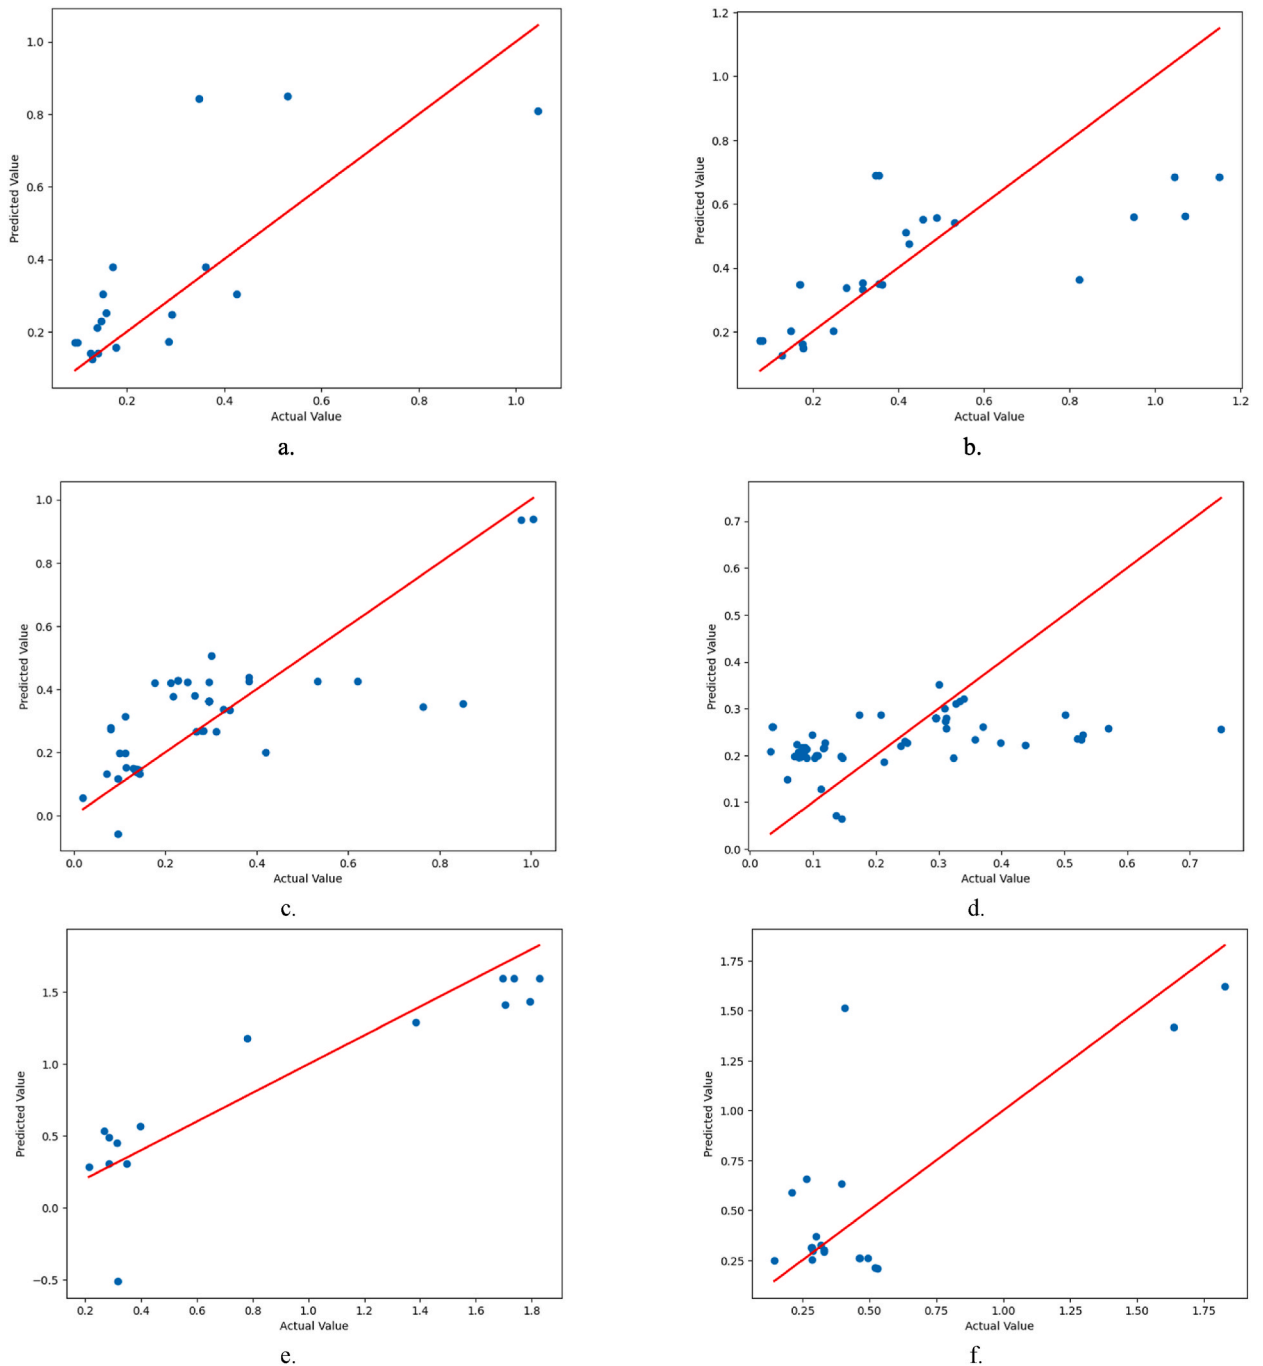 1.0
0.8
0.6
0.4
0.2
Predicted Value
0.2 0.4 0.6 0.8 1.0
Actual Value
a.
1.2
1.0
0.8
0.6
0.4
0.2
Predicted Value
0.2 0.4 0.6 0.8 1.0 1.2
Actual Value
b.
1.0
0.8
0.6
0.4
0.2
0.0
Predicted Value
0.0 0.2 0.4 0.6 0.8 1.0
Actual Value
c.
0.7
0.6
0.5
0.4
0.3
0.2
0.1
0.0
Predicted Value
0.0 0.1 0.2 0.3 0.4 0.5 0.6 0.7
Actual Value
d.
1.5
1.0
0.5
0.0
−0.5
Predicted Value
0.2 0.4 0.6 0.8 1.0 1.2 1.4 1.6 1.8
Actual Value
e.
1.75
1.50
1.25
1.00
0.75
0.50
0.25
Predicted Value
0.25 0.50 0.75 1.00 1.25 1.50 1.75
Actual Value
f.